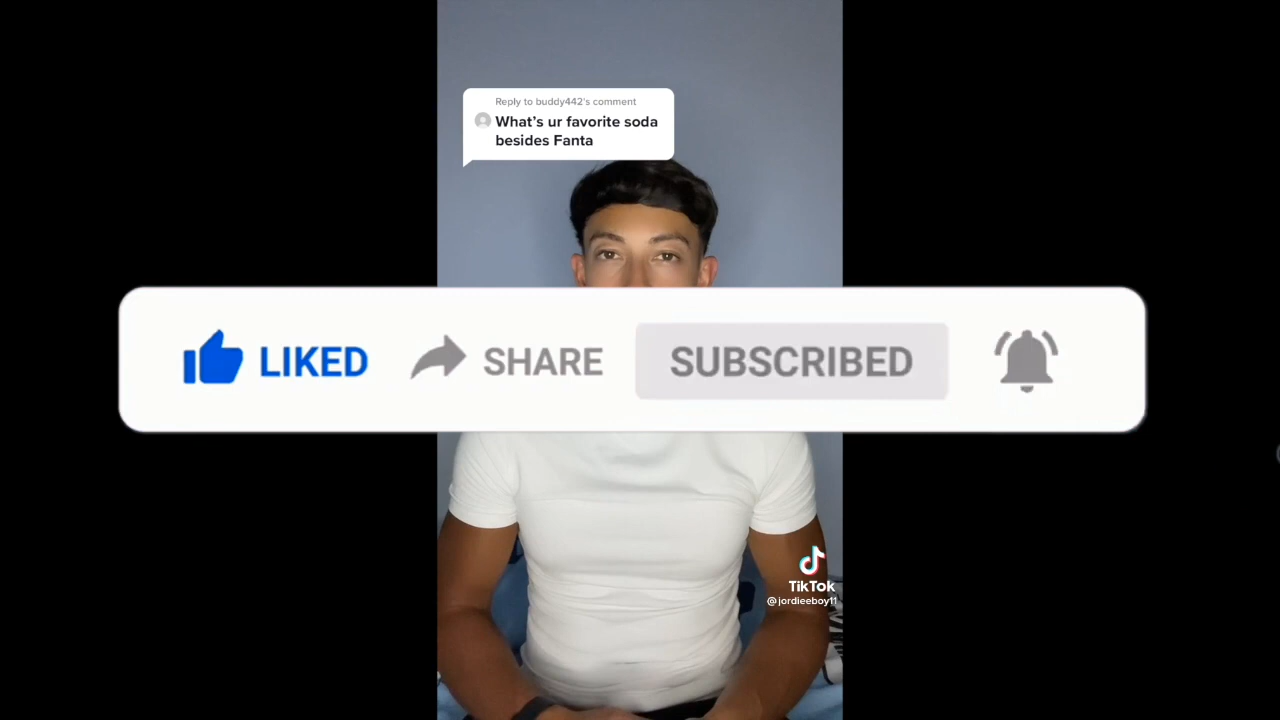 Reply to buddy442's comment
What's ur favorite soda
besides Fanta
LIKED SHARE SUBSCRIBED
TikTok
@jordieeboy11